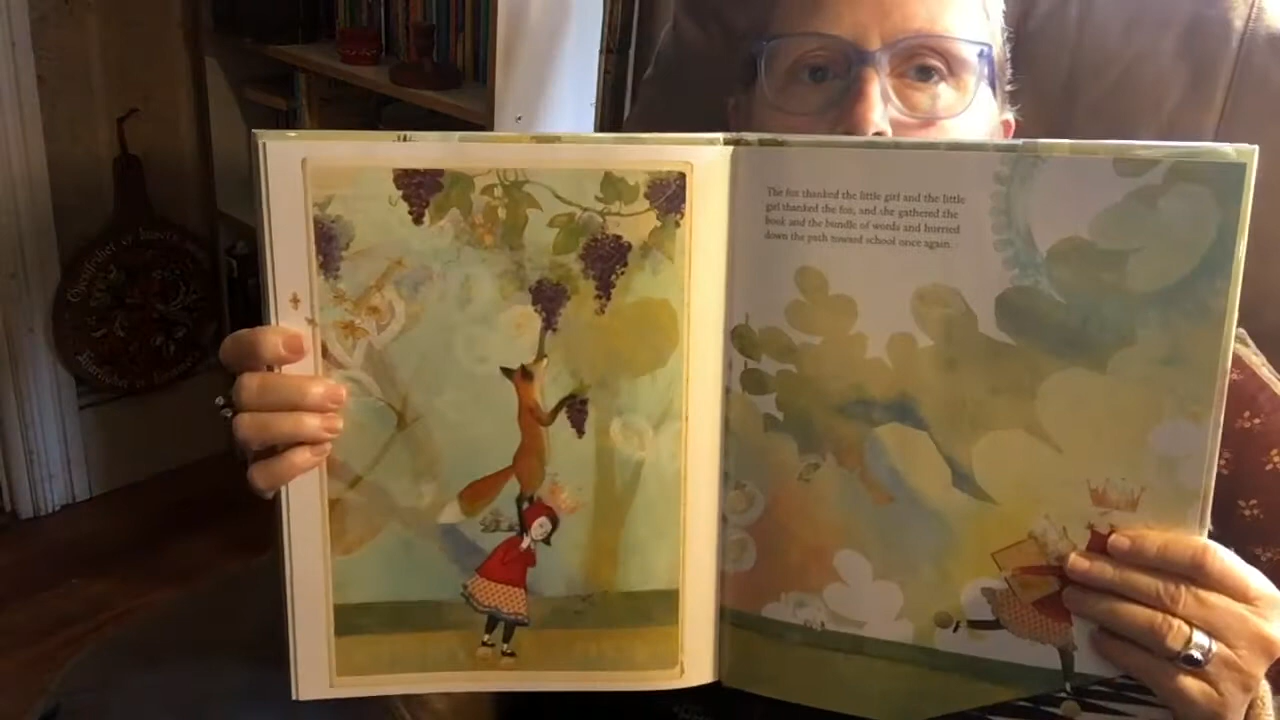 The fox thanked the little girl and the little
girl thanked the fox, and she gathered the
book and the bundle of words and hurried
down the path toward school once again.